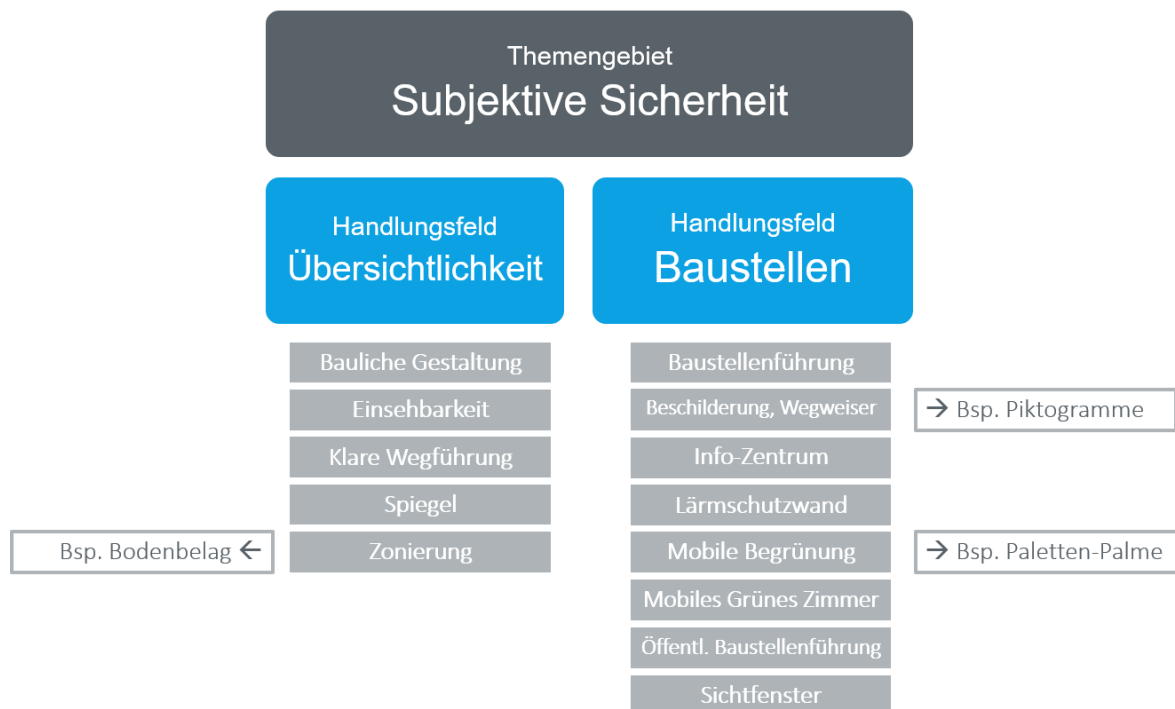 Themengebiet
Subjektive Sicherheit
Handlungsfeld
Übersichtlichkeit
Bauliche Gestaltung
Einsehbarkeit
Klare Wegführung
Spiegel
Zonierung
Bsp. Bodenbelag ←
Handlungsfeld
Baustellen
Baustellenführung
Beschilderung, Wegweiser
→ Bsp. Piktogramme
Info-Zentrum
Lärmschutzwand
Mobile Begrünung
→ Bsp. Paletten-Palme
Mobiles Grünes Zimmer
Öffentl. Baustellenführung
Sichtfenster